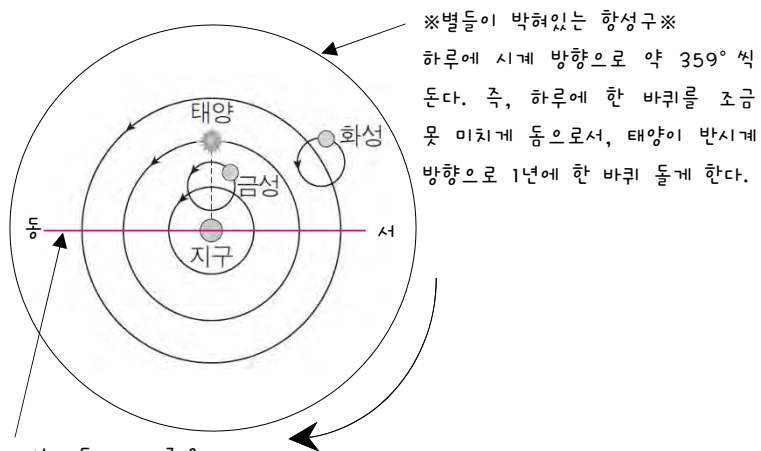 ※별들이 박혀있는 항성구※
하루에 시계 방향으로 약 359° 씩
돈다. 즉, 하루에 한 바퀴를 조금
못 미치게 돔으로서, 태양이 반시계
방향으로 1년에 한 바퀴 돌게 한다.
태양
화성
금성
동
서
지구